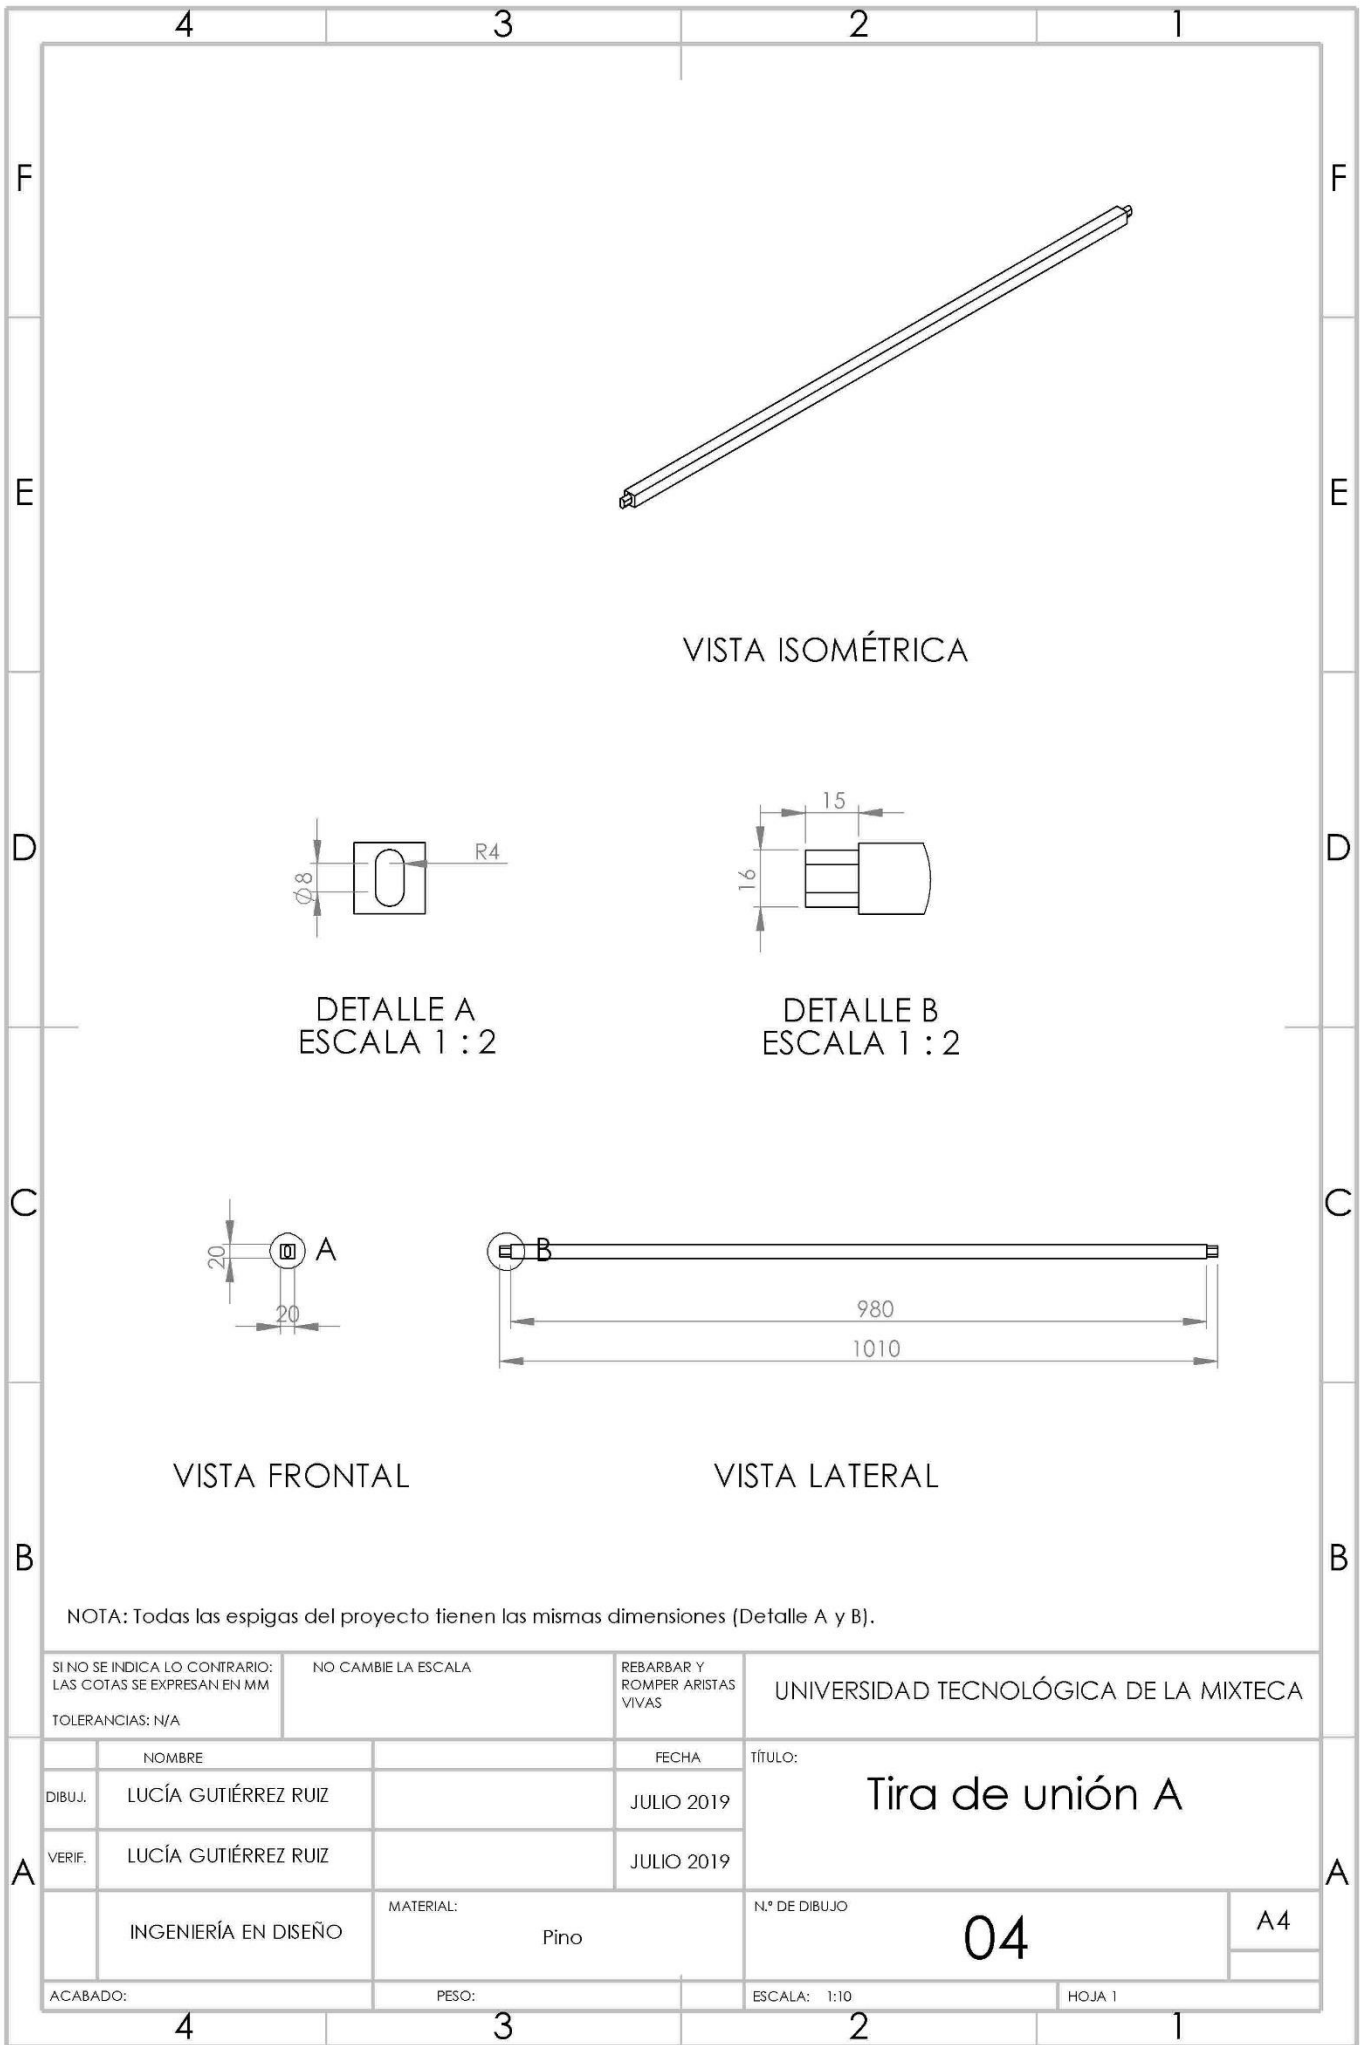 4 3 2 1
F F
E E
VISTA ISOMÉTRICA
D D
15
R4
Ø8
16
DETALLE A
ESCALA 1 : 2
DETALLE B
ESCALA 1 : 2
C C
20
A
B
20
980
1010
VISTA FRONTAL
VISTA LATERAL
B B
NOTA: Todas las espigas del proyecto tienen las mismas dimensiones (Detalle A y B).
SI NO SE INDICA LO CONTRARIO:
LAS COTAS SE EXPRESAN EN MM
TOLERANCIAS: N/A
NO CAMBIE LA ESCALA
REBARBAR Y
ROMPER ARISTAS
VIVAS
UNIVERSIDAD TECNOLÓGICA DE LA MIXTECA
NOMBRE
FECHA
TÍTULO:
Tira de unión A
DIBUJ. LUCÍA GUTIÉRREZ RUIZ JULIO 2019
VERIF. LUCÍA GUTIÉRREZ RUIZ JULIO 2019
A A
INGENIERÍA EN DISEÑO
MATERIAL:
Pino
N.º DE DIBUJO
04
A4
ACABADO:
PESO:
ESCALA: 1:10
HOJA 1
4 3 2 1